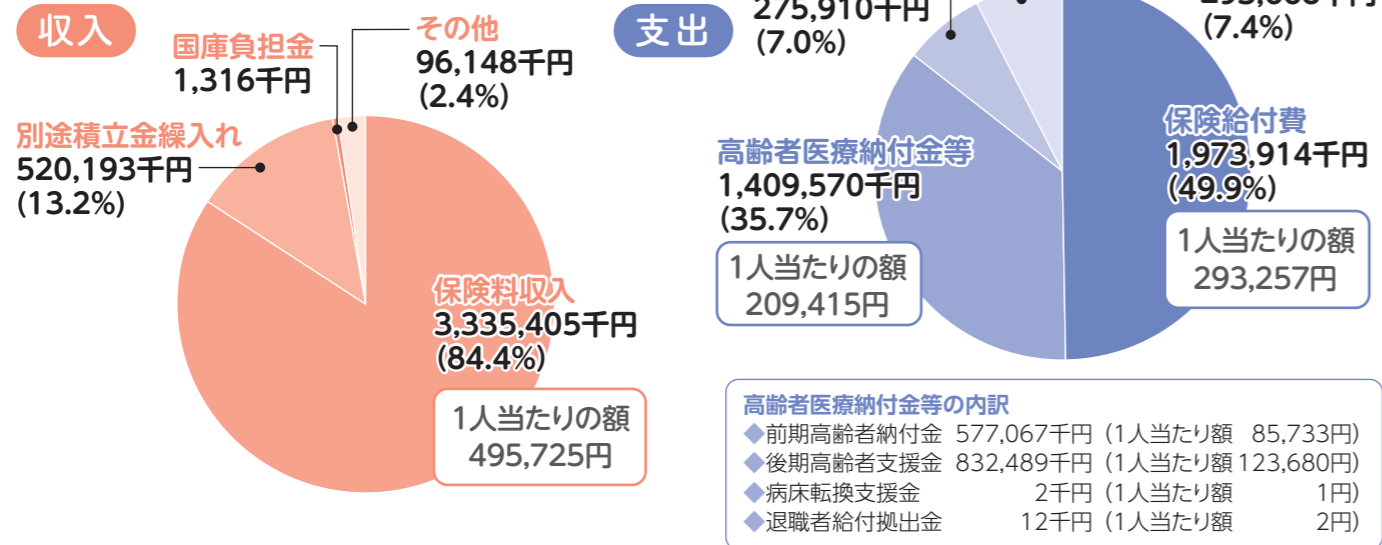 収入
国庫負担金
1,316千円
その他
96,148千円
(2.4%)
別途積立金繰入れ
520,193千円
(13.2%)
保険料収入
3,335,405千円
(84.4%)
1人当たりの額
495,725円
支出
275,910千円
(7.0%)
(7.4%)
高齢者医療納付金等
1,409,570千円
(35.7%)
1人当たりの額
209,415円
保険給付費
1,973,914千円
(49.9%)
1人当たりの額
293,257円
高齢者医療納付金等の内訳
◆前期高齢者納付金 577,067千円 (1人当たり額 85,733円)
◆後期高齢者支援金 832,489千円 (1人当たり額 123,680円)
◆病床転換支援金 2千円 (1人当たり額 1円)
◆退職者給付拠出金 12千円 (1人当たり額 2円)